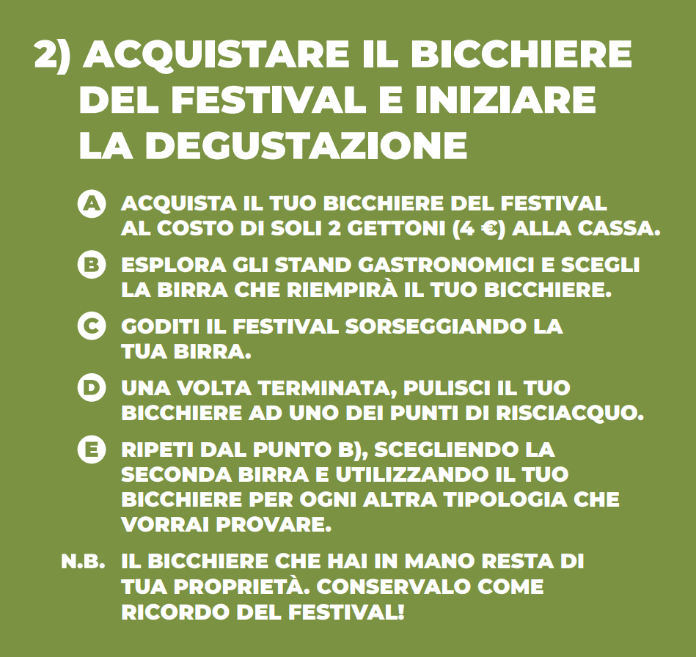 2) ACQUISTARE IL BICCHIERE
DEL FESTIVAL E INIZIARE
LA DEGUSTAZIONE
A ACQUISTA IL TUO BICCHIERE DEL FESTIVAL
AL COSTO DI SOLI 2 GETTONI (4 €) ALLA CASSA.
B ESPLORA GLI STAND GASTRONOMICI E SCEGLI
LA BIRRA CHE RIEMPIRÀ IL TUO BICCHIERE.
C GODITI IL FESTIVAL SORSEGGIANDO LA
TUA BIRRA.
D UNA VOLTA TERMINATA, PULISCI IL TUO
BICCHIERE AD UNO DEI PUNTI DI RISCIACQUO.
E RIPETI DAL PUNTO B), SCEGLIENDO LA
SECONDA BIRRA E UTILIZZANDO IL TUO
BICCHIERE PER OGNI ALTRA TIPOLOGIA CHE
VORRAI PROVARE.
N.B. IL BICCHIERE CHE HAI IN MANO RESTA DI
TUA PROPRIETÀ. CONSERVALO COME
RICORDO DEL FESTIVAL!